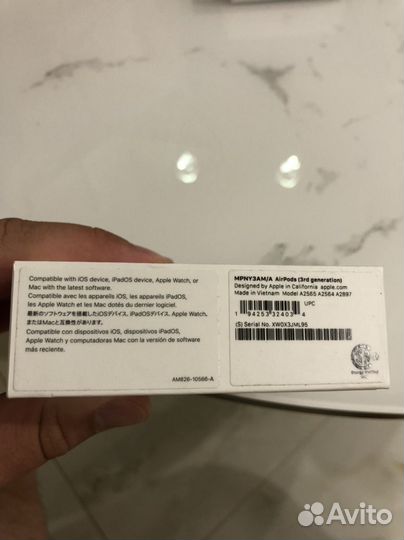 Compatible with iOS device, iPadOS device, Apple Watch, or
Mac with the latest software.
Compatible avec les appareils iOS, les appareils iPadOS,
les Apple Watch et les Mac dotés du dernier logiciel.
最新のソフトウェアを搭載したiOSデバイス、iPadOSデバイス、Apple Watch、
またはMacと互換性があります。
Compatible con dispositivos iOS, dispositivos iPadOS,
Apple Watch y computadoras Mac con la versión de software
más reciente.
AM826-10566-A
MPNY3AM/A AirPods (3rd generation)
Designed by Apple in California apple.com
Made in Vietnam Model A2565 A2564 A2897
UPC
1 94253 32403 4
(S) Serial No. XW0X3JML95
Avito